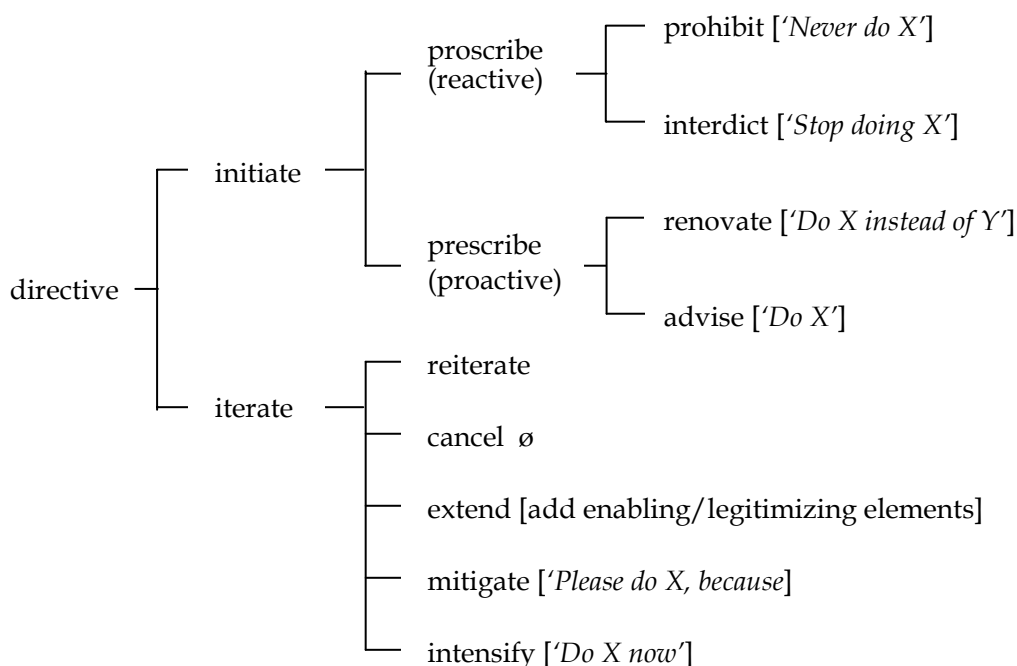 prohibit [‘Never do X’]
proscribe
(reactive)
interdict [‘Stop doing X’]
initiate
renovate [‘Do X instead of Y’]
prescribe
(proactive)
directive
advise [‘Do X’]
reiterate
iterate
cancel ø
extend [add enabling/legitimizing elements]
mitigate [‘Please do X, because]
intensify [‘Do X now’]